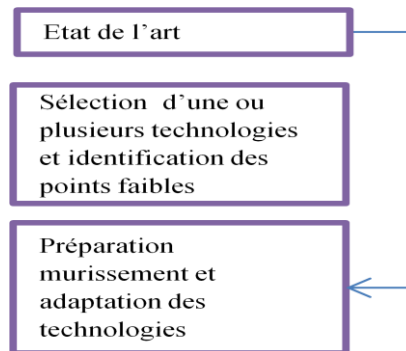 Etat de l’art
Sélection d’une ou
plusieurs technologies
et identification des
points faibles
Préparation
murissement et
adaptation des
technologies